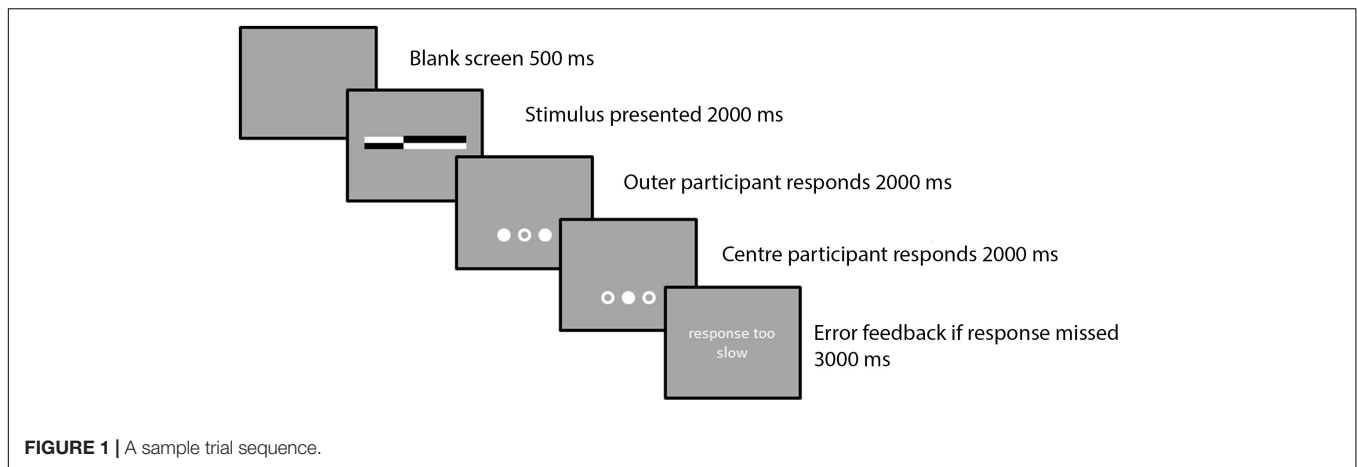 Blank screen 500 ms
Stimulus presented 2000 ms
Outer participant responds 2000 ms
Centre participant responds 2000 ms
response too
slow
Error feedback if response missed
3000 ms
FIGURE 1 | A sample trial sequence.